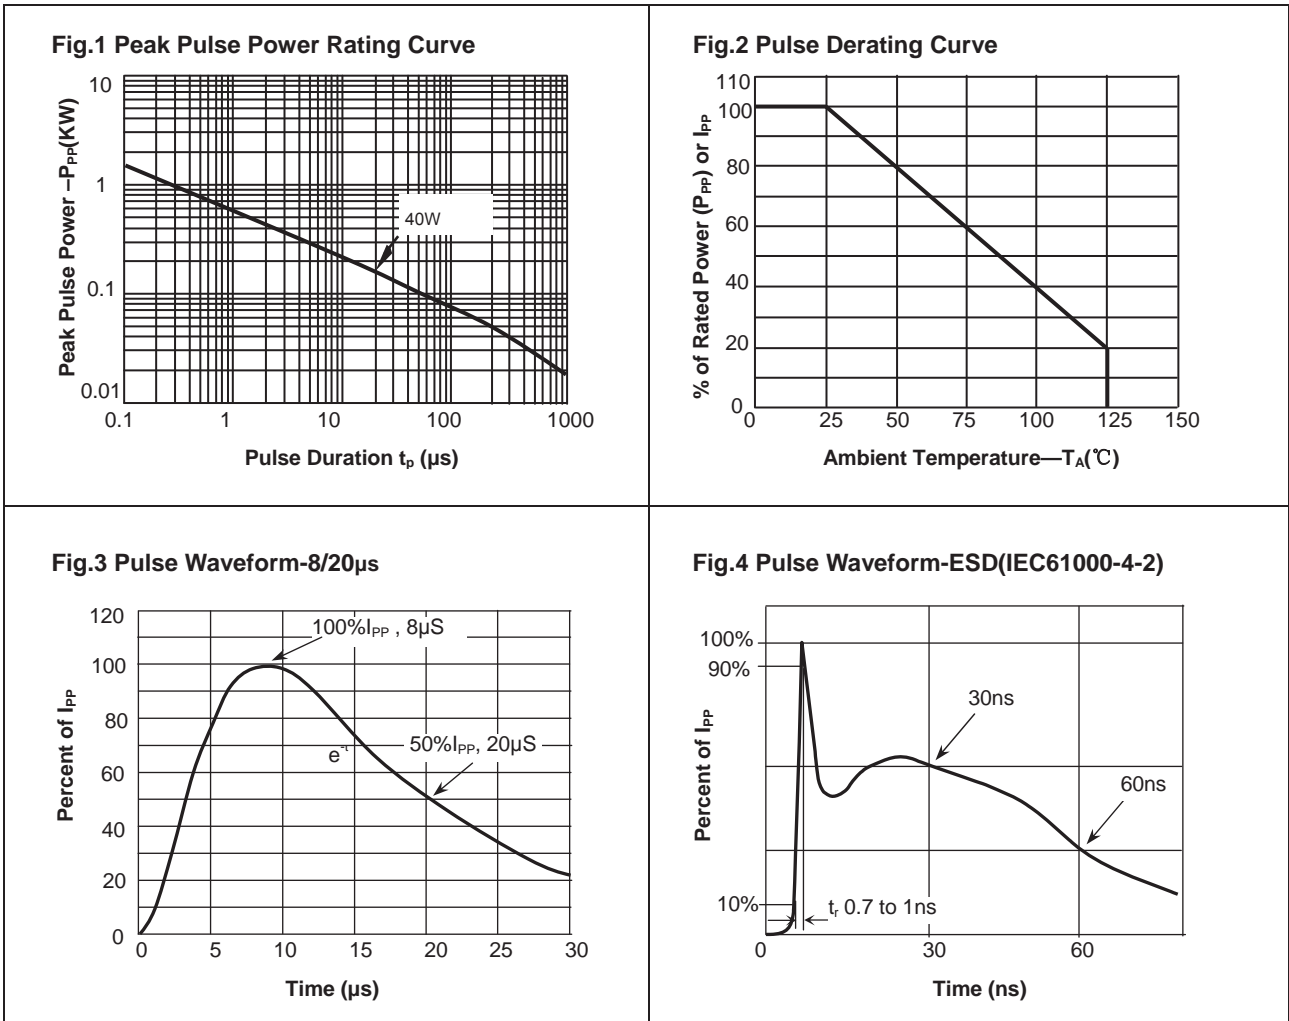 Fig.1 Peak Pulse Power Rating Curve
Peak Pulse Power –PPP(KW)
10
1
0.1
0.01
40W
0.1 1 10 100 1000
Pulse Duration tp (µs)
Fig.2 Pulse Derating Curve
% of Rated Power (PPP) or IPP
110
100
80
60
40
20
0
0 25 50 75 100 125 150
Ambient Temperature—TA(℃)
Fig.3 Pulse Waveform-8/20µs
Percent of IPP
120
100
80
60
40
20
0
100%IPP , 8µS
e-t
50%IPP, 20µS
0 5 10 15 20 25 30
Time (µs)
Fig.4 Pulse Waveform-ESD(IEC61000-4-2)
Percent of IPP
100%
90%
10%
30ns
60ns
tr 0.7 to 1ns
0 30 60
Time (ns)